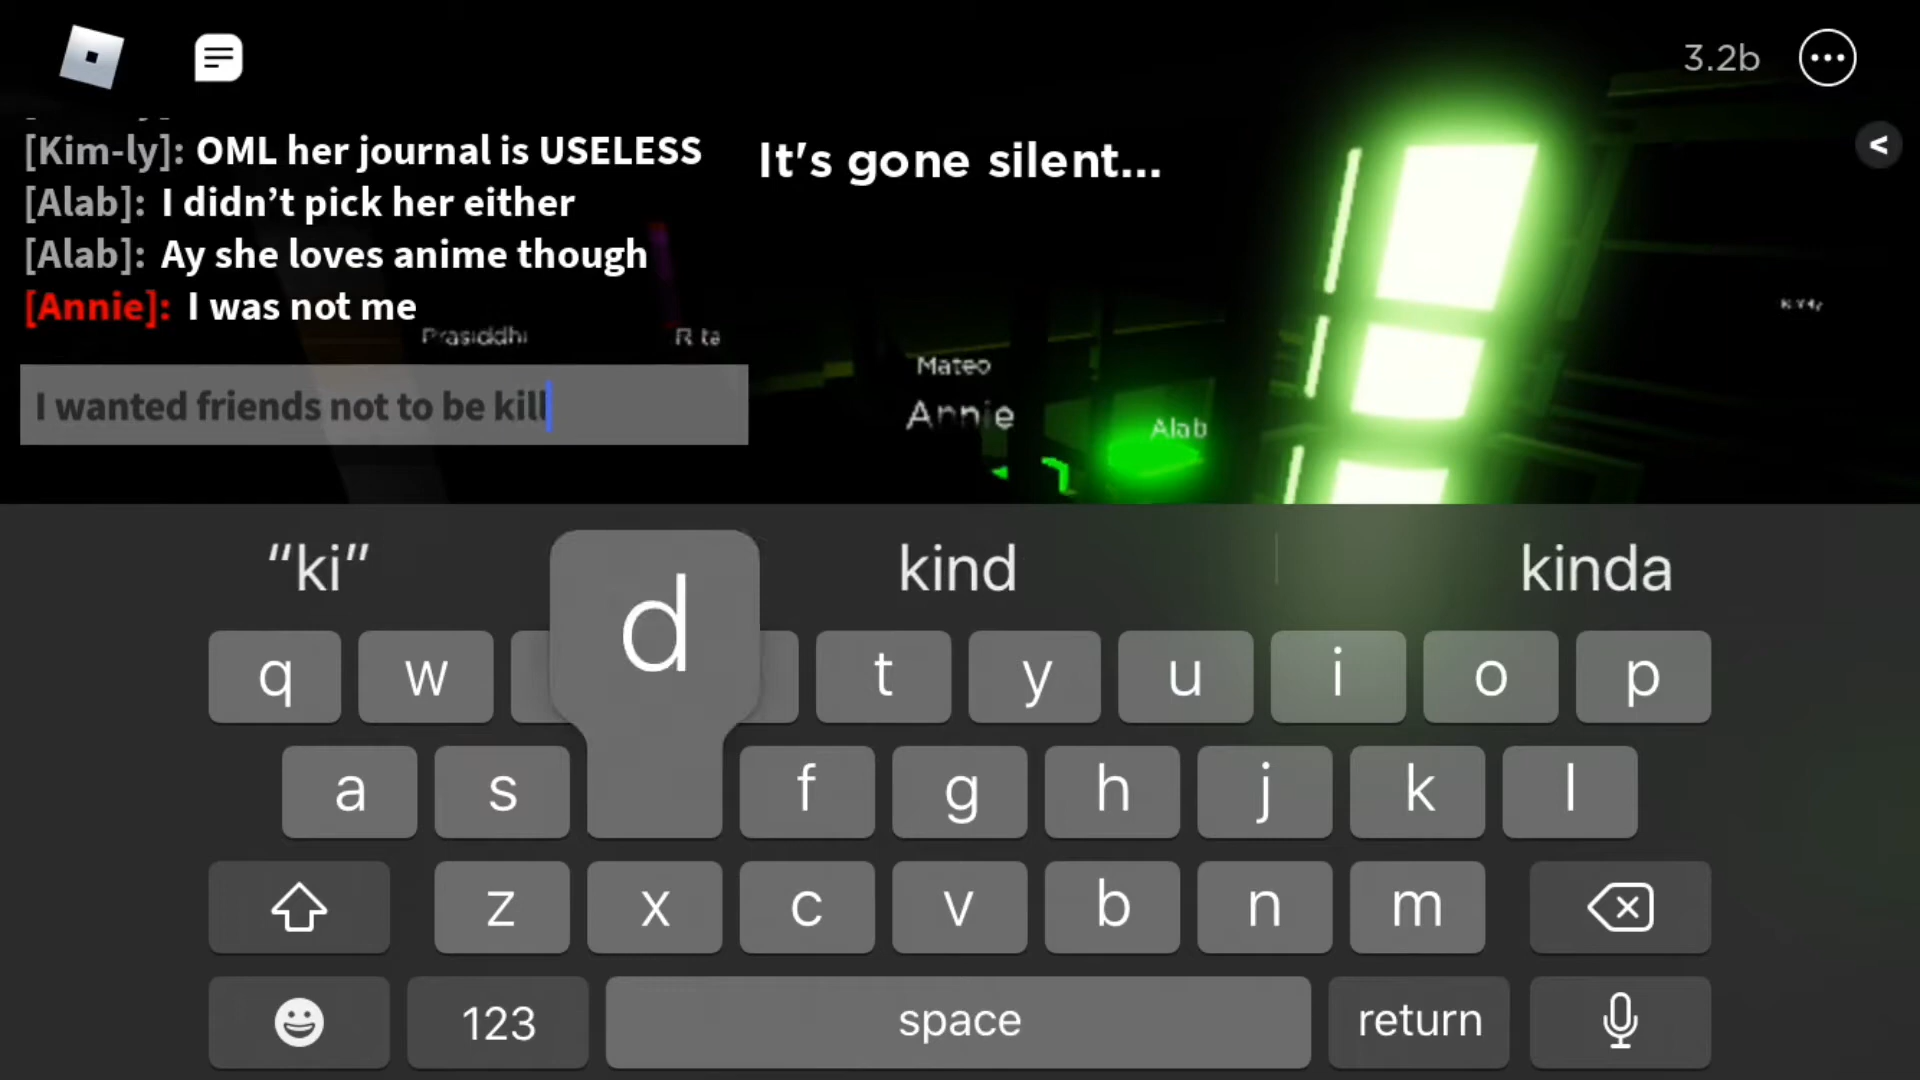 3.2b
[Kim-ly]: OML her journal is USELESS
[Alab]: I didn’t pick her either
[Alab]: Ay she loves anime though
[Annie]: I was not me
It's gone silent...
<
Prasiddhi
Mateo
Annie
Alab
I wanted friends not to be kill
“ki” kind kinda
d
q w t y u i o p
a s f g h j k l
z x c v b n m
123 space return